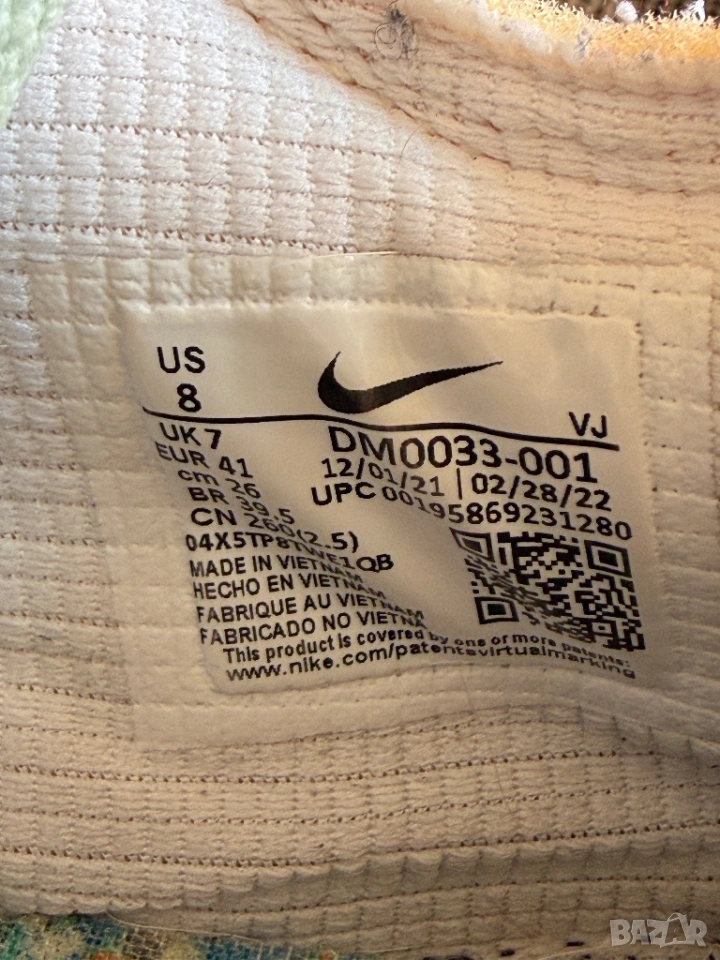 US
8
VJ
UK 7
DM0033-001
EUR 41
12/01/21 | 02/28/22
cm 26
UPC 00195869231280
BR 39.5
CN 260(2.5)
04X5TP8TWE1QB
MADE IN VIETNAM
HECHO EN VIETNAM
FABRIQUE AU VIETNAM
FABRICADO NO VIETNA
This product is covered by one or more patents:
www.nike.com/patentsvirtualmarking
BAZAR